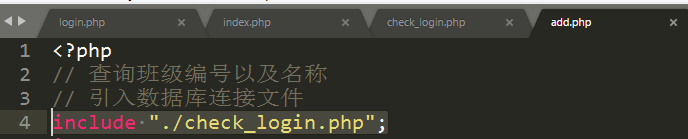 login.php index.php check_login.php add.php
1 <?php
2 // 查询班级编号以及名称
3 // 引入数据库连接文件
4 include "./check_login.php";